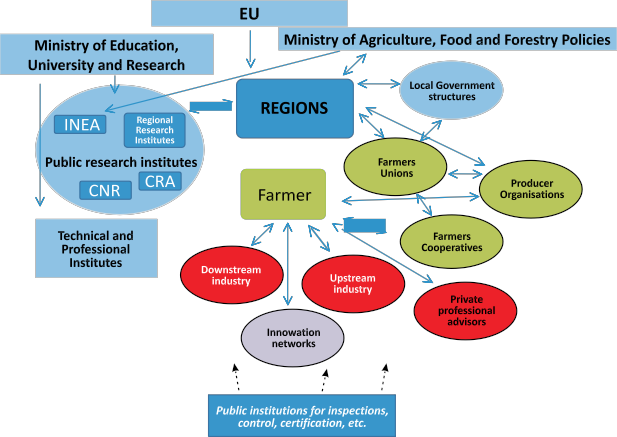 EU
Ministry of Education,
University and Research
Ministry of Agriculture, Food and Forestry Policies
Local Government
structures
REGIONS
INEA
Regional
Research
Institutes
Public research institutes
CNR
CRA
Farmers
Unions
Producer
Organisations
Farmer
Technical and
Professional
Institutes
Farmers
Cooperatives
Downstream
industry
Upstream
industry
Private
professional
advisors
Innowation
networks
Public institutions for inspections,
control, certification, etc.